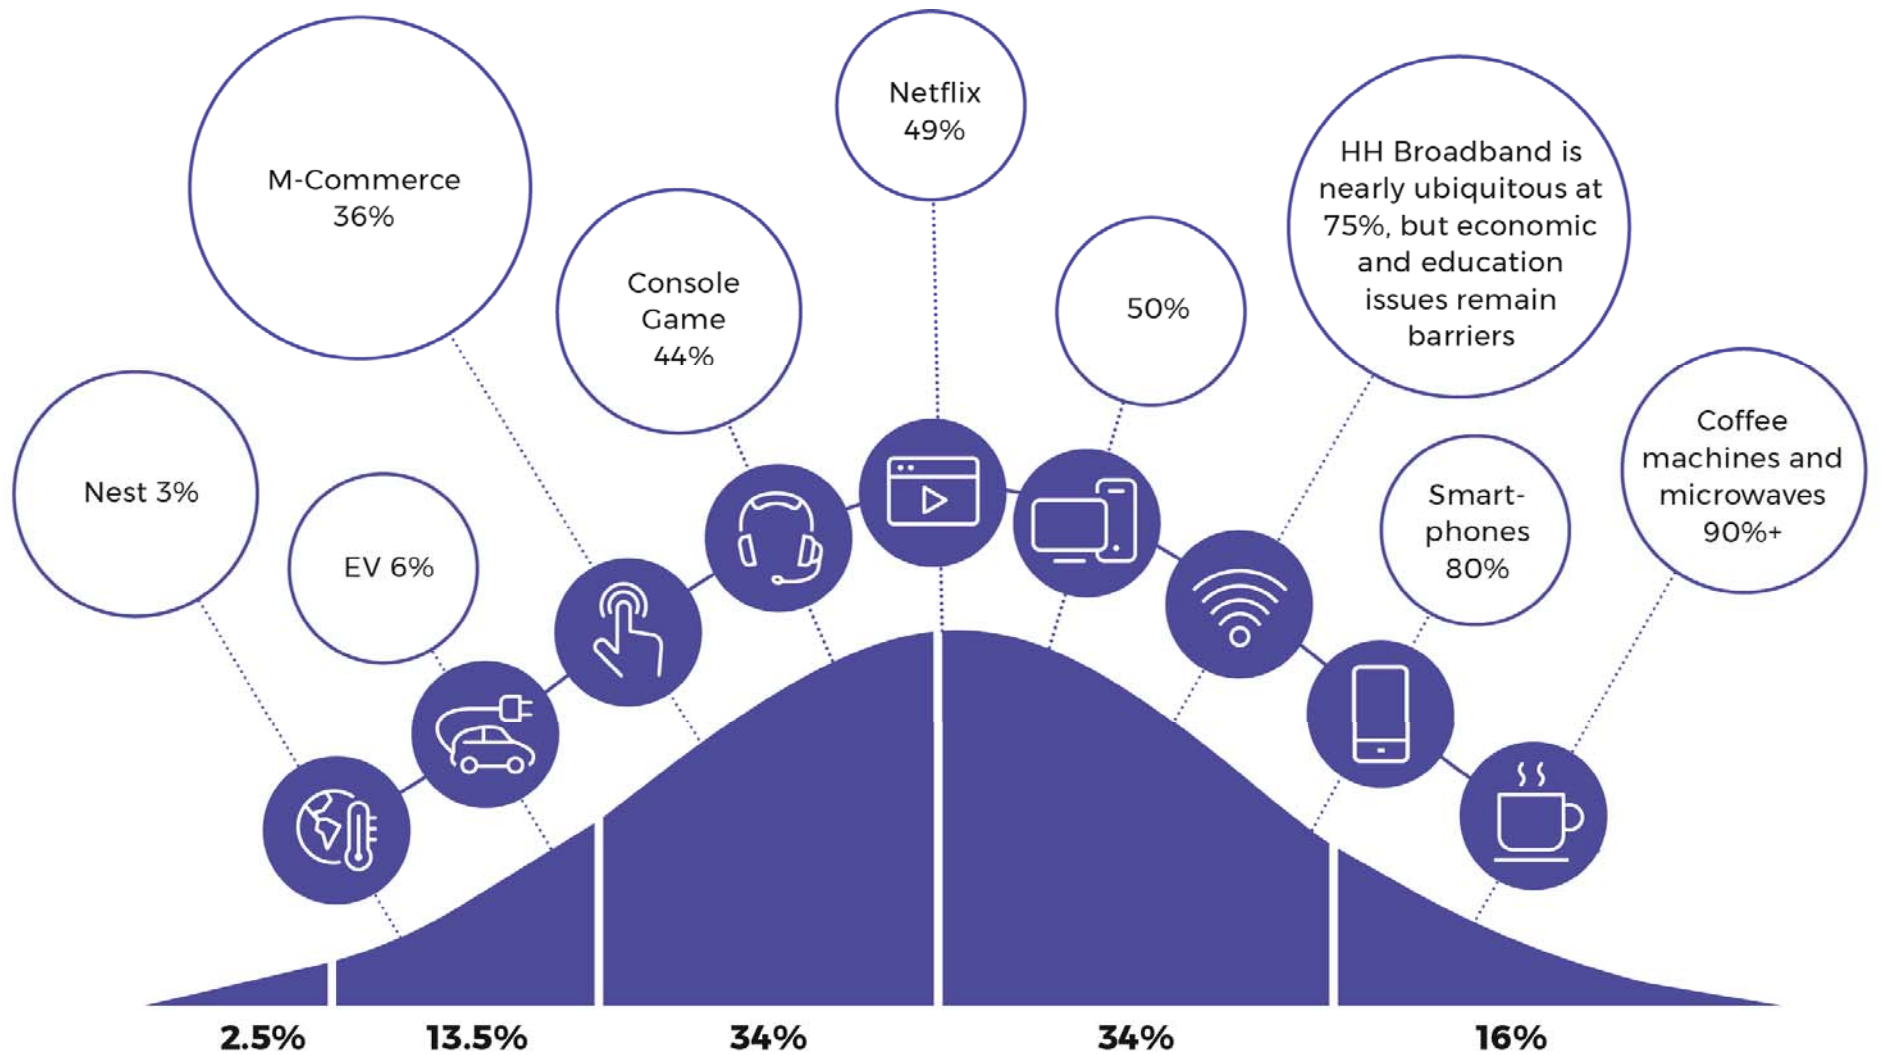 Netflix
49%
M-Commerce
36%
HH Broadband is
nearly ubiquitous at
75%, but economic
and education
issues remain
barriers
Console
Game
44%
50%
Coffee
machines and
microwaves
90%+
Nest 3%
EV 6%
Smart-
phones
80%
2.5%
13.5%
34%
34%
16%